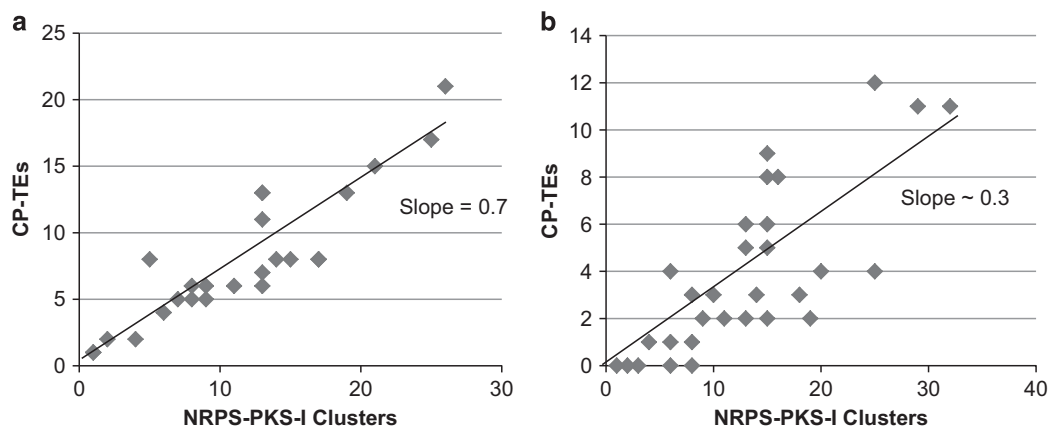 a
25
20
15
10
5
0
CP-TEs
Slope = 0.7
0 10 20 30
NRPS-PKS-I Clusters
b
14
12
10
8
6
4
2
0
CP-TEs
Slope ~ 0.3
0 10 20 30 40
NRPS-PKS-I Clusters